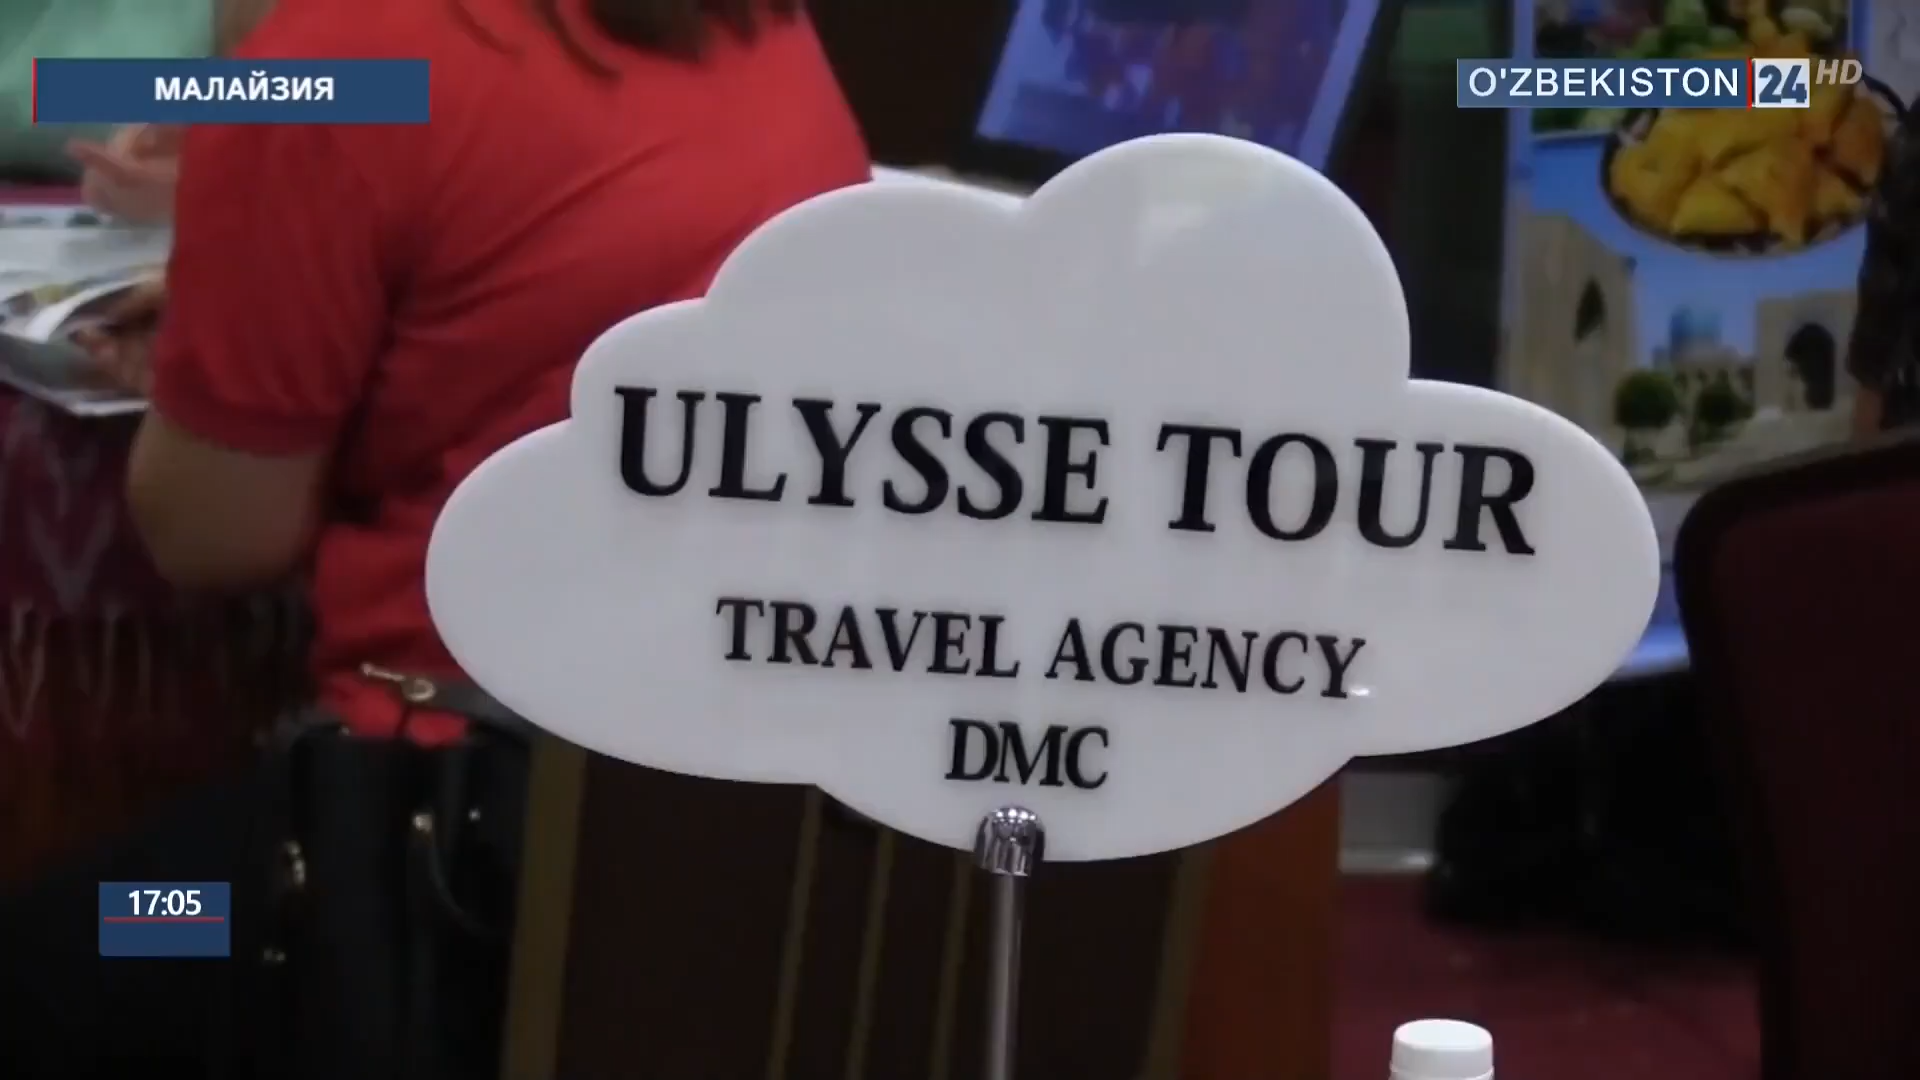 МАЛАЙЗИЯ
O'ZBEKISTON 24 HD
ULYSSE TOUR
TRAVEL AGENCY
DMC
17:05